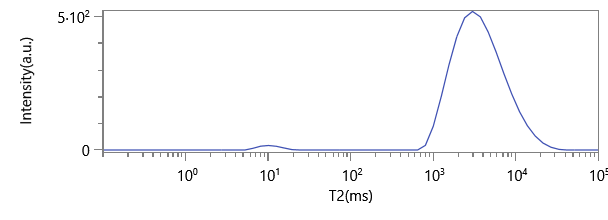 5·10²
Intensity(a.u.)
0
10⁰ 10¹ 10² 10³ 10⁴ 10⁵
T2(ms)